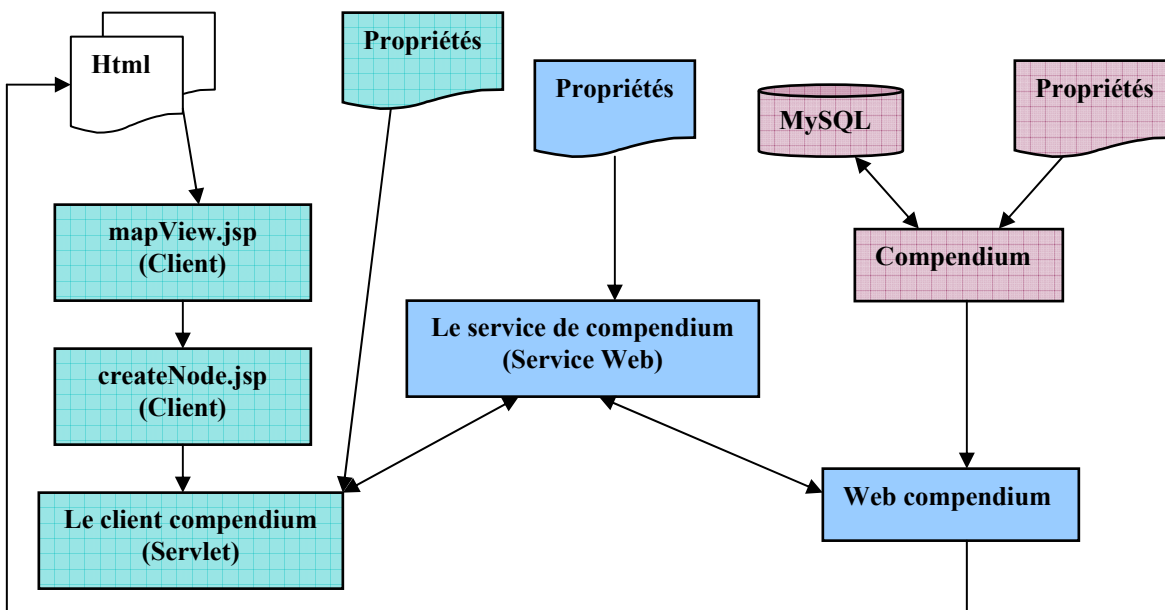 Html
Propriétés
Propriétés
MySQL
Propriétés
mapView.jsp
(Client)
Compendium
Le service de compendium
(Service Web)
createNode.jsp
(Client)
Le client compendium
(Servlet)
Web compendium